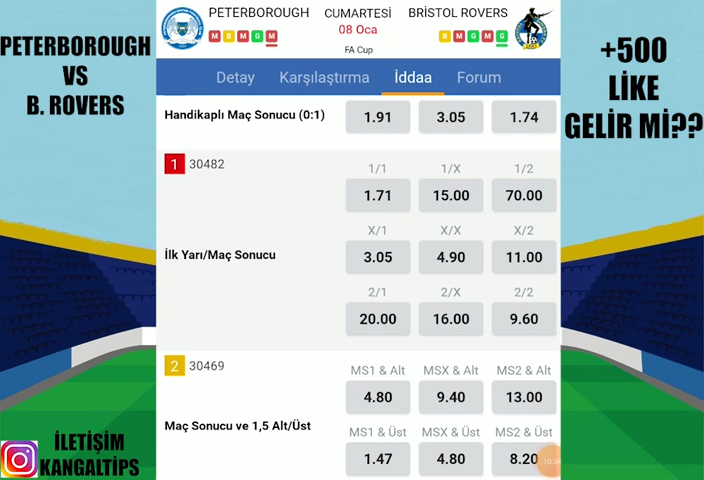 PETERBOROUGH
VS
B. ROVERS
PETERBOROUGH
M B M G M
CUMARTESİ
08 Oca
FA Cup
BRİSTOL ROVERS
B M G M G
+500
LİKE
GELİR Mİ??
Detay Karşılaştırma İddaa Forum
Handikaplı Maç Sonucu (0:1) 1.91 3.05 1.74
1 30482
1/1 1/X 1/2
1.71 15.00 70.00
X/1 X/X X/2
İlk Yarı/Maç Sonucu 3.05 4.90 11.00
2/1 2/X 2/2
20.00 16.00 9.60
2 30469
MS1 & Alt MSX & Alt MS2 & Alt
4.80 9.40 13.00
Maç Sonucu ve 1,5 Alt/Üst
MS1 & Üst MSX & Üst MS2 & Üst
1.47 4.80 8.20
İLETİŞİM
KANGALTİPS